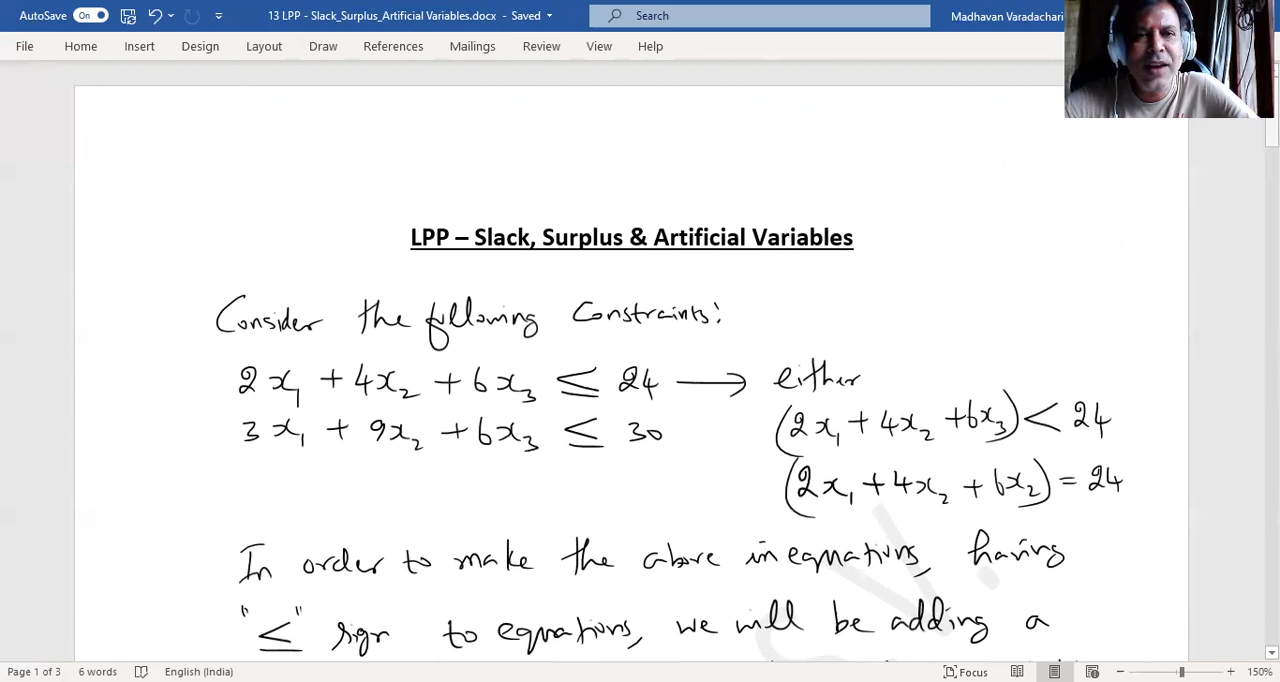 AutoSave On 13 LPP - Slack_Surplus_Artificial Variables.docx - Saved Search Madhavan Varadachari
File Home Insert Design Layout Draw References Mailings Review View Help
LPP – Slack, Surplus & Artificial Variables
Consider the following Constraints:
2x₁ + 4x₂ + 6x₃ ≤ 24 ⟶ either
(2x₁ + 4x₂ + 6x₃) < 24
3x₁ + 9x₂ + 6x₃ ≤ 30
(2x₁ + 4x₂ + 6x₂) = 24
In order to make the above inequations, having
"≤" sign to equations, we will be adding a
S.V.
Page 1 of 3 6 words English (India) Focus 150%